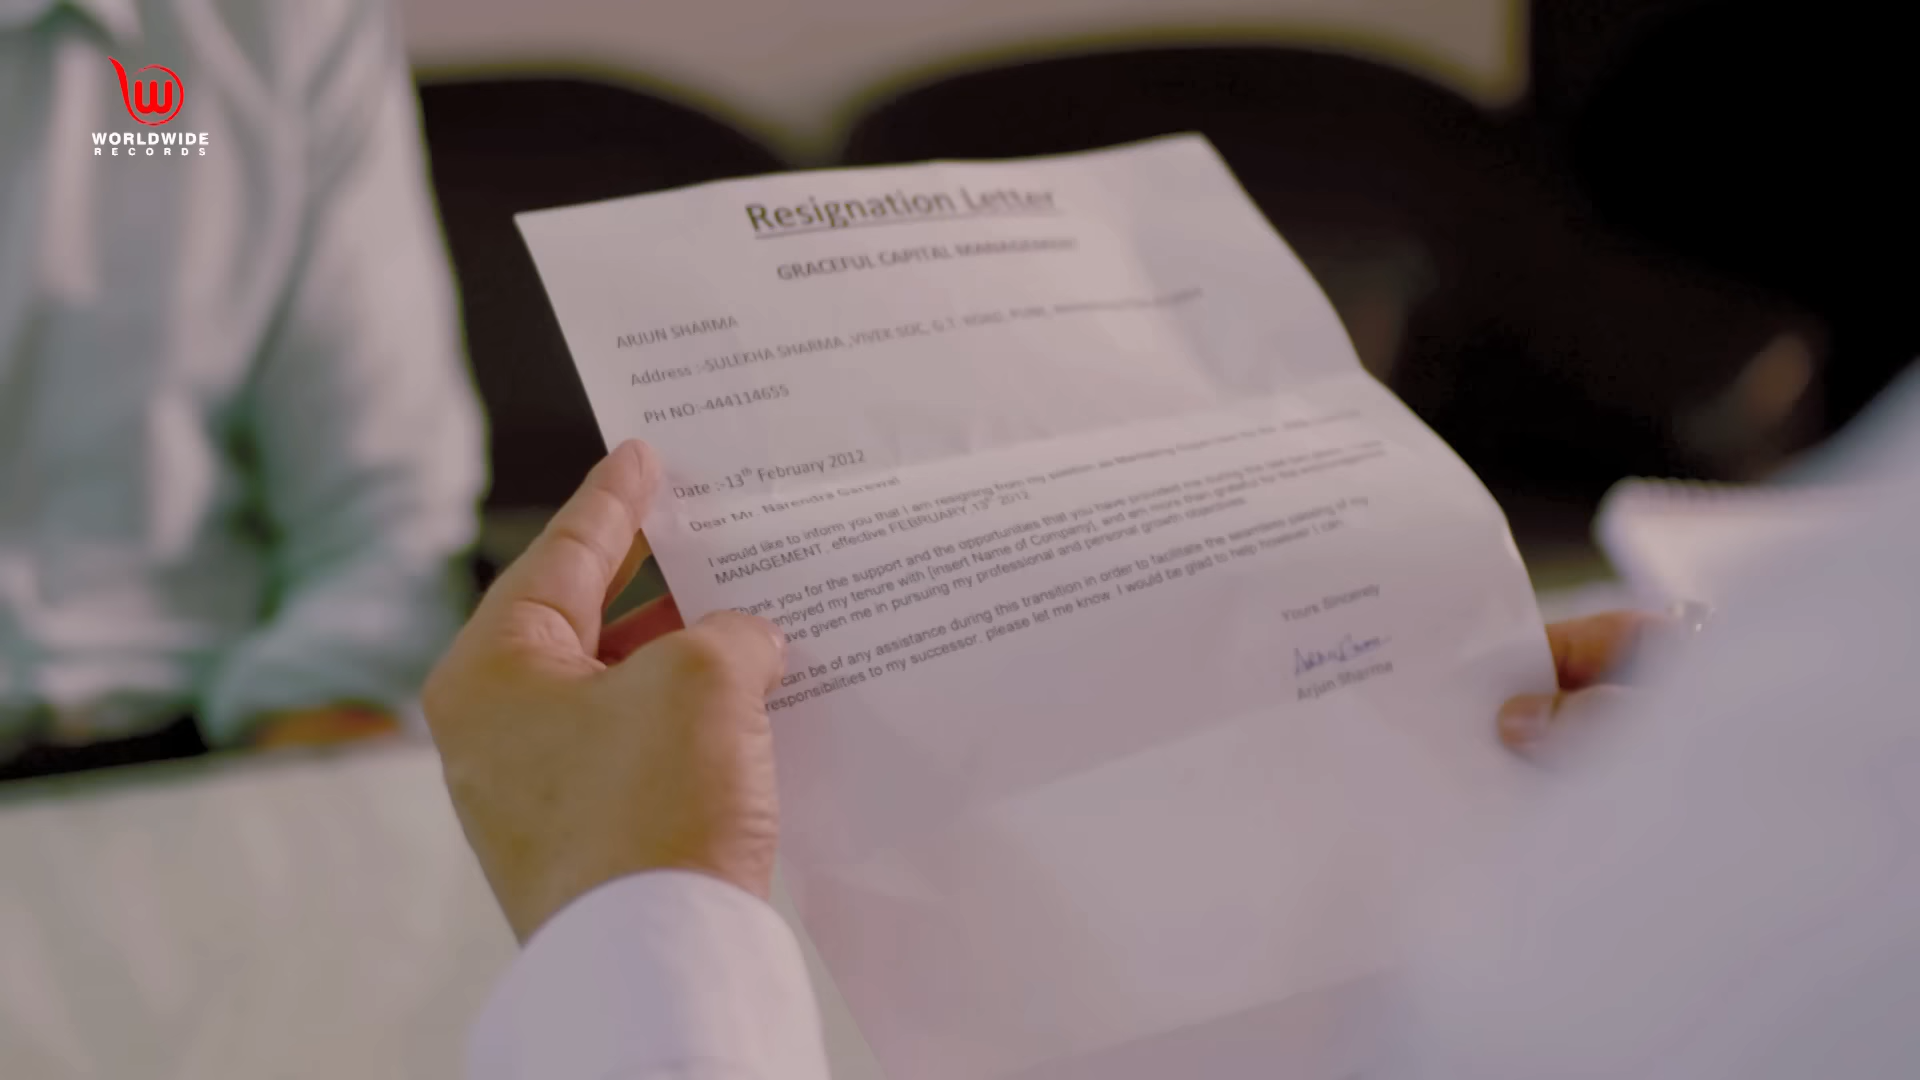 W
WORLDWIDE
RECORDS
Resignation Letter
GRACEFUL CAPITAL MANAGEMENT
ARJUN SHARMA
Address :-SULEKHA SHARMA ,VIVEK SOC, G.T. ROAD, PUNE,
PH NO:-444114655
Date :-13th February 2012
Dear Mr. Narendra Garewal
I would like to inform you that I am resigning from my position as
MANAGEMENT , effective FEBRUARY 13th 2012.
Thank you for the support and the opportunities that you have provided me during the last
enjoyed my tenure with [insert Name of Company], and am more than grateful for the
ave given me in pursuing my professional and personal growth objectives.
can be of any assistance during this transition in order to facilitate the seamless passing of my
responsibilities to my successor, please let me know. I would be glad to help however I can.
Yours Sincerely
Arjun Sharma